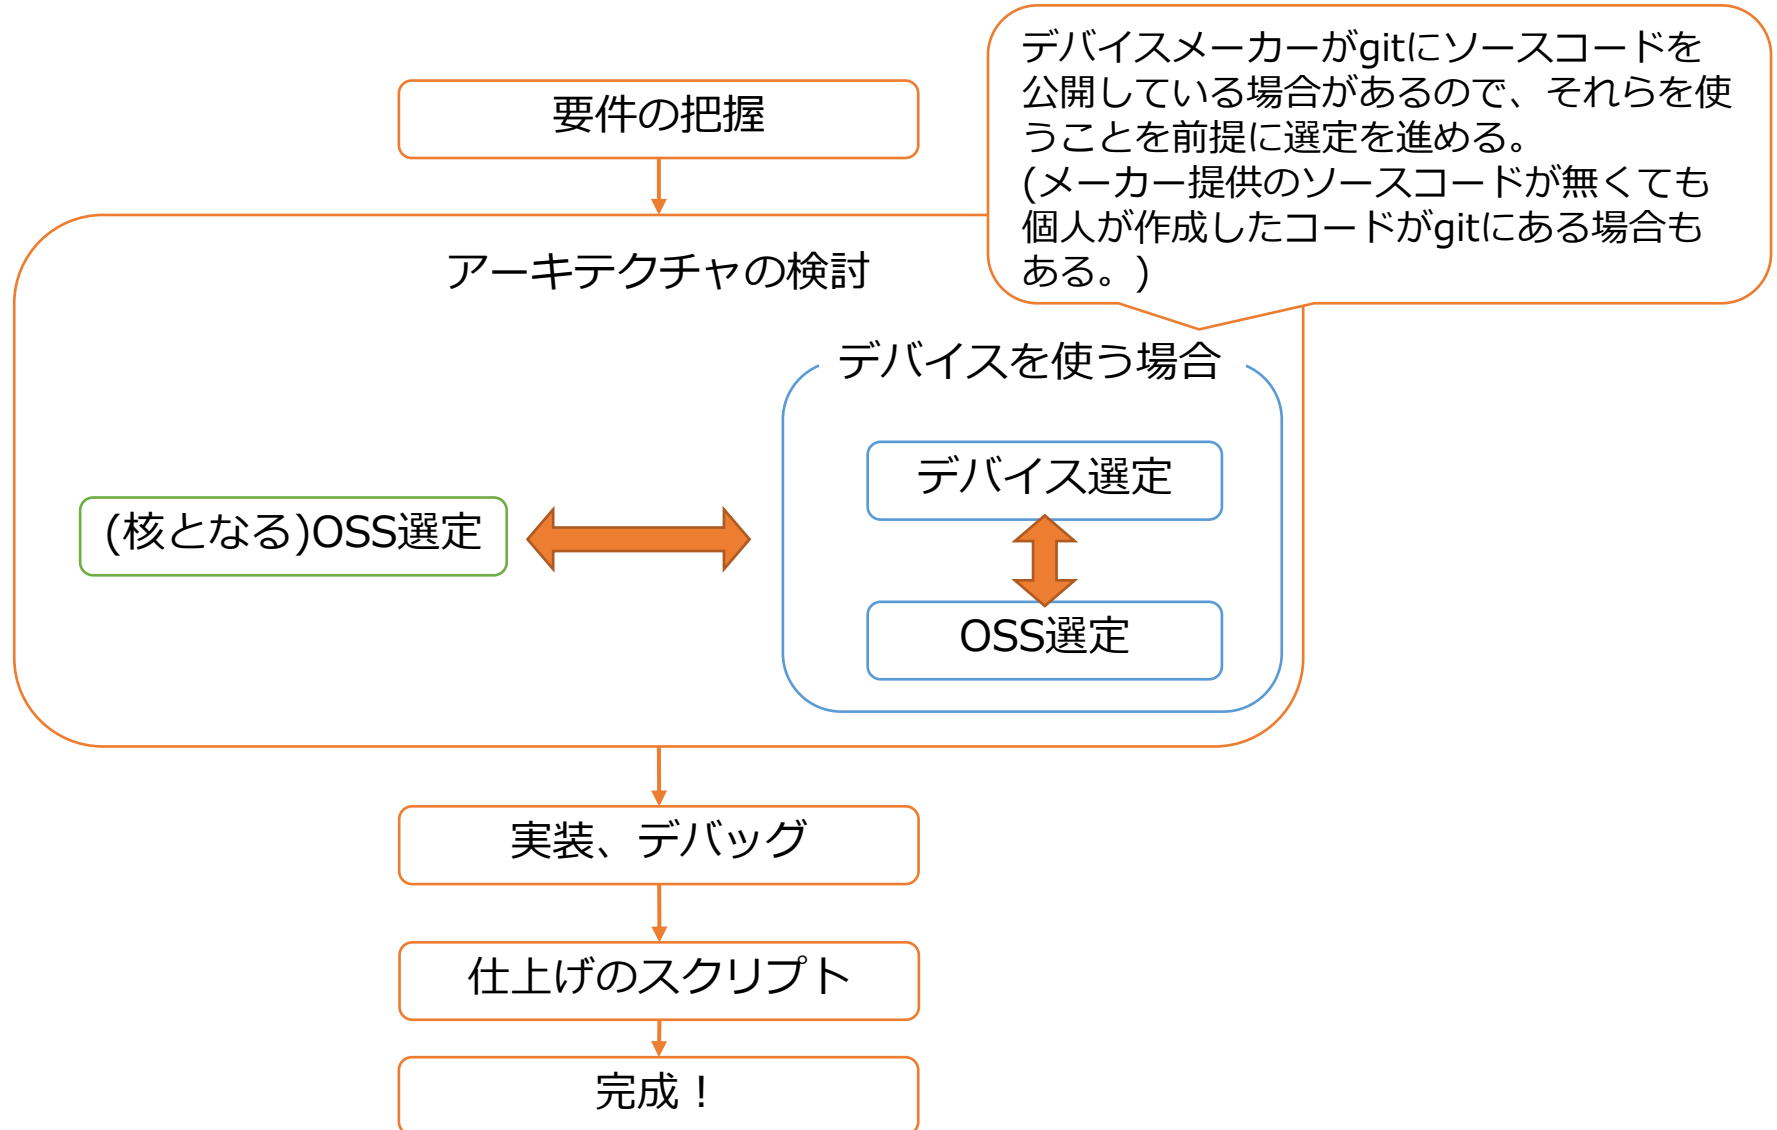 要件の把握
デバイスメーカーがgitにソースコードを
公開している場合があるので、それらを使
うことを前提に選定を進める。
(メーカー提供のソースコードが無くても
個人が作成したコードがgitにある場合も
ある。)
アーキテクチャの検討
デバイスを使う場合
デバイス選定
(核となる)OSS選定
OSS選定
実装、デバッグ
仕上げのスクリプト
完成！